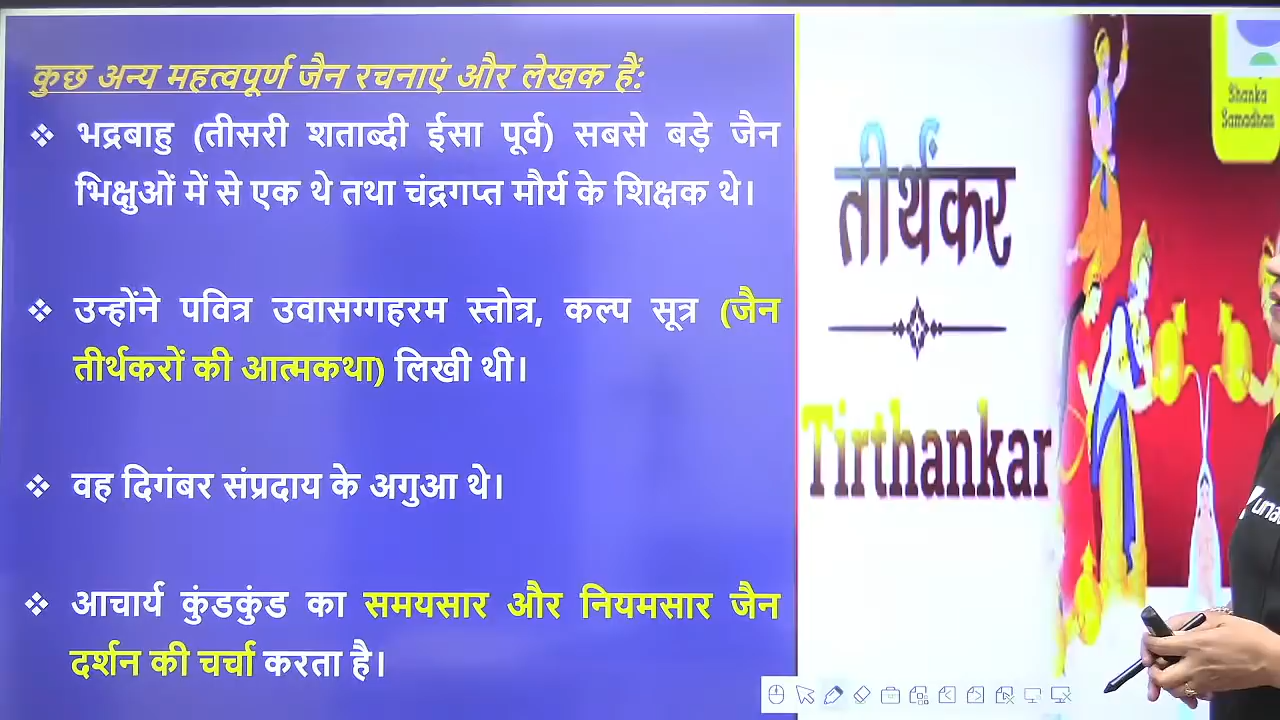 कुछ अन्य महत्वपूर्ण जैन रचनाएं और लेखक हैं:
❖ भद्रबाहु (तीसरी शताब्दी ईसा पूर्व) सबसे बड़े जैन
भिक्षुओं में से एक थे तथा चंद्रगप्त मौर्य के शिक्षक थे।
❖ उन्होंने पवित्र उवासग्गहरम स्तोत्र, कल्प सूत्र (जैन
तीर्थकरों की आत्मकथा) लिखी थी।
❖ वह दिगंबर संप्रदाय के अगुआ थे।
❖ आचार्य कुंडकुंड का समयसार और नियमसार जैन
दर्शन की चर्चा करता है।
तीर्थंकर
Tirthankar
Shanka
Samadhan